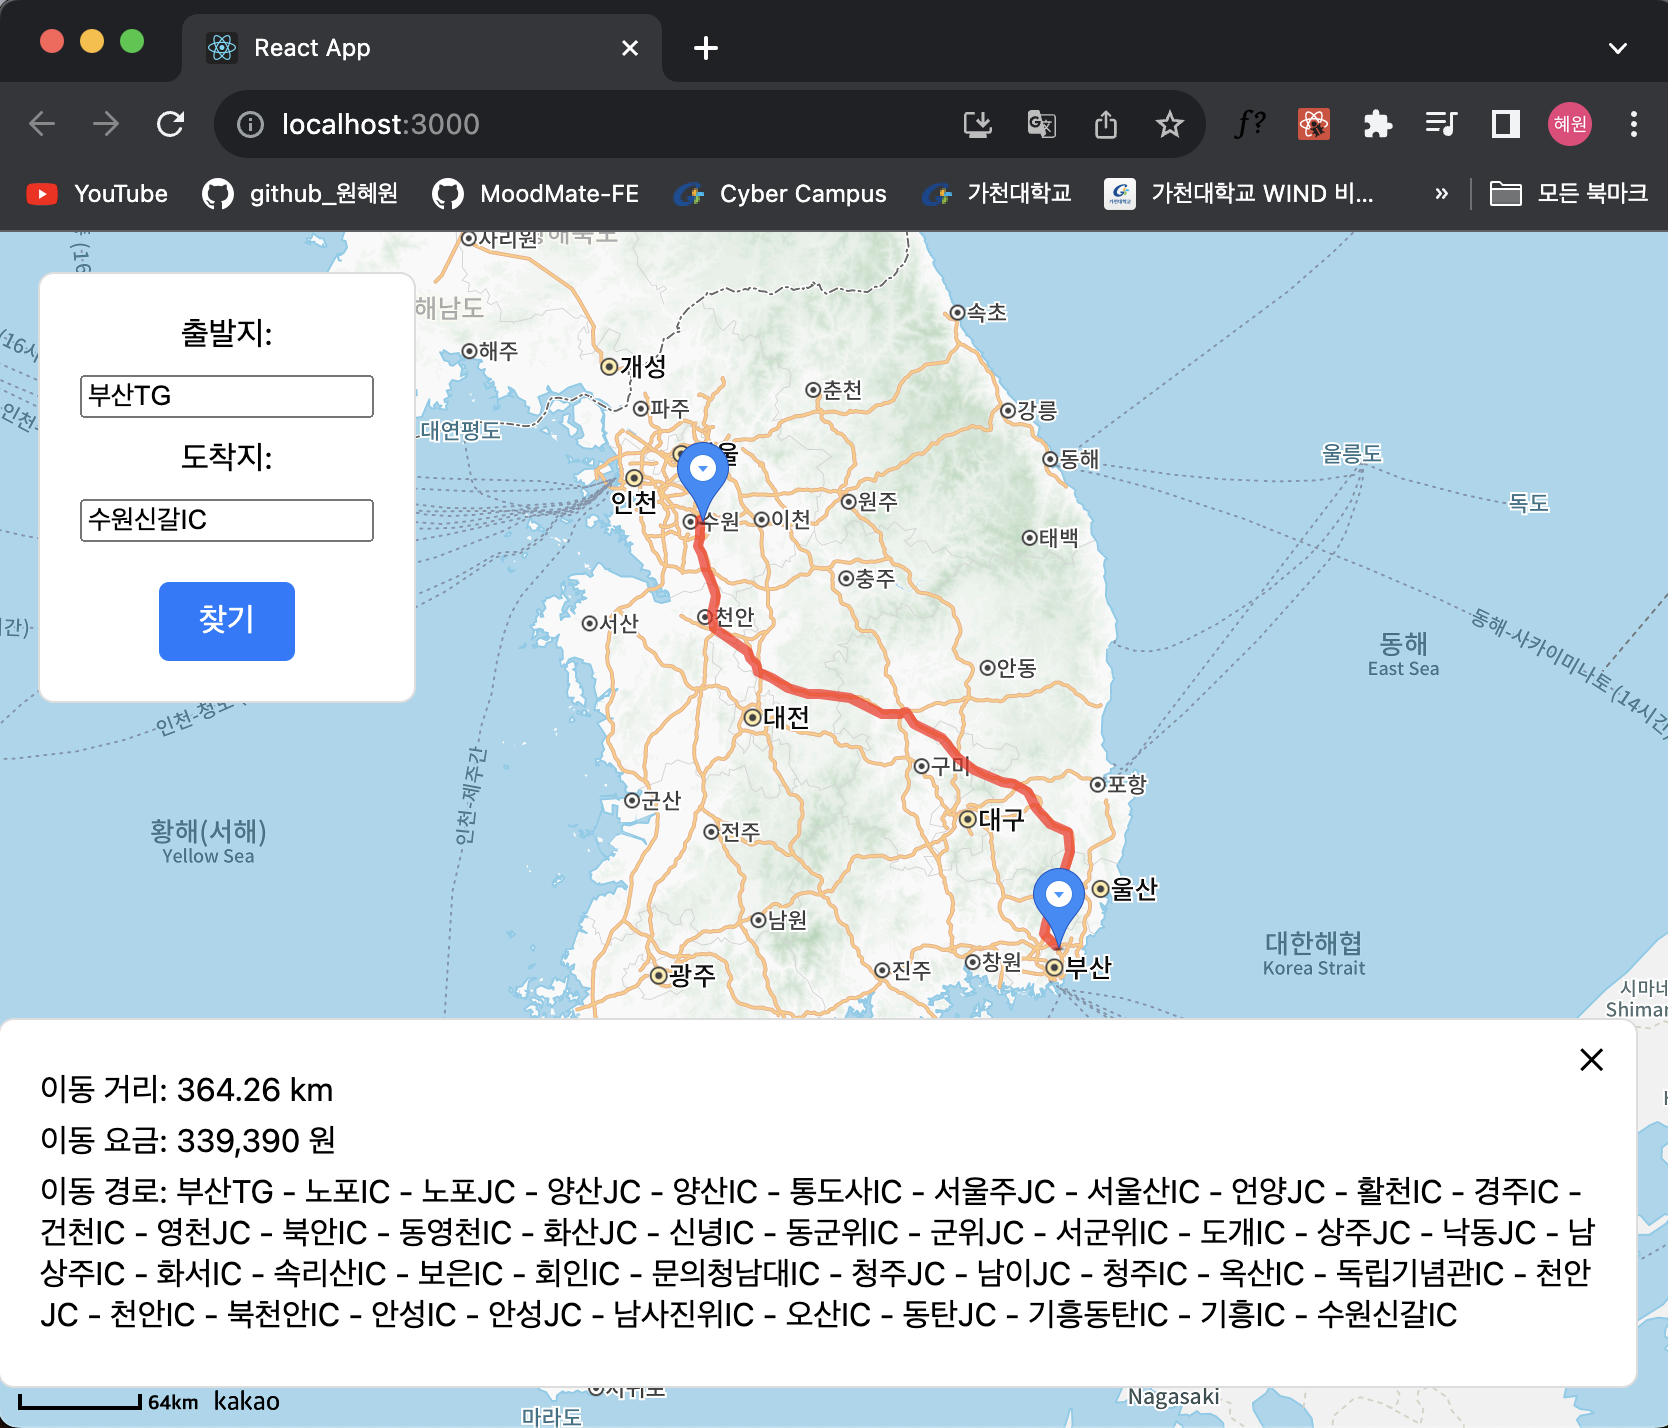 React App
localhost:3000
f?
혜원
YouTube
github_원혜원
MoodMate-FE
Cyber Campus
가천대학교
가천대학교 WIND 비...
»
모든 북마크
사리원
해남도
해주
개성
속초
파주
춘천
강릉
대연평도
동해
울릉도
독도
인천
수원
이천
원주
태백
충주
서산
천안
안동
동해
East Sea
동해-사카이미나토 (14시간)
인천-제주간
대전
구미
포항
군산
전주
대구
황해(서해)
Yellow Sea
울산
남원
대한해협
Korea Strait
광주
진주
창원
부산
출발지:
부산TG
도착지:
수원신갈IC
찾기
이동 거리: 364.26 km
이동 요금: 339,390 원
이동 경로: 부산TG - 노포IC - 노포JC - 양산JC - 양산IC - 통도사IC - 서울주JC - 서울산IC - 언양JC - 활천IC - 경주IC -
건천IC - 영천JC - 북안IC - 동영천IC - 화산JC - 신녕IC - 동군위IC - 군위JC - 서군위IC - 도개IC - 상주JC - 낙동JC - 남
상주IC - 화서IC - 속리산IC - 보은IC - 회인IC - 문의청남대IC - 청주JC - 남이JC - 청주IC - 옥산IC - 독립기념관IC - 천안
JC - 천안IC - 북천안IC - 안성IC - 안성JC - 남사진위IC - 오산IC - 동탄JC - 기흥동탄IC - 기흥IC - 수원신갈IC
64km
kakao
마라도
Nagasaki